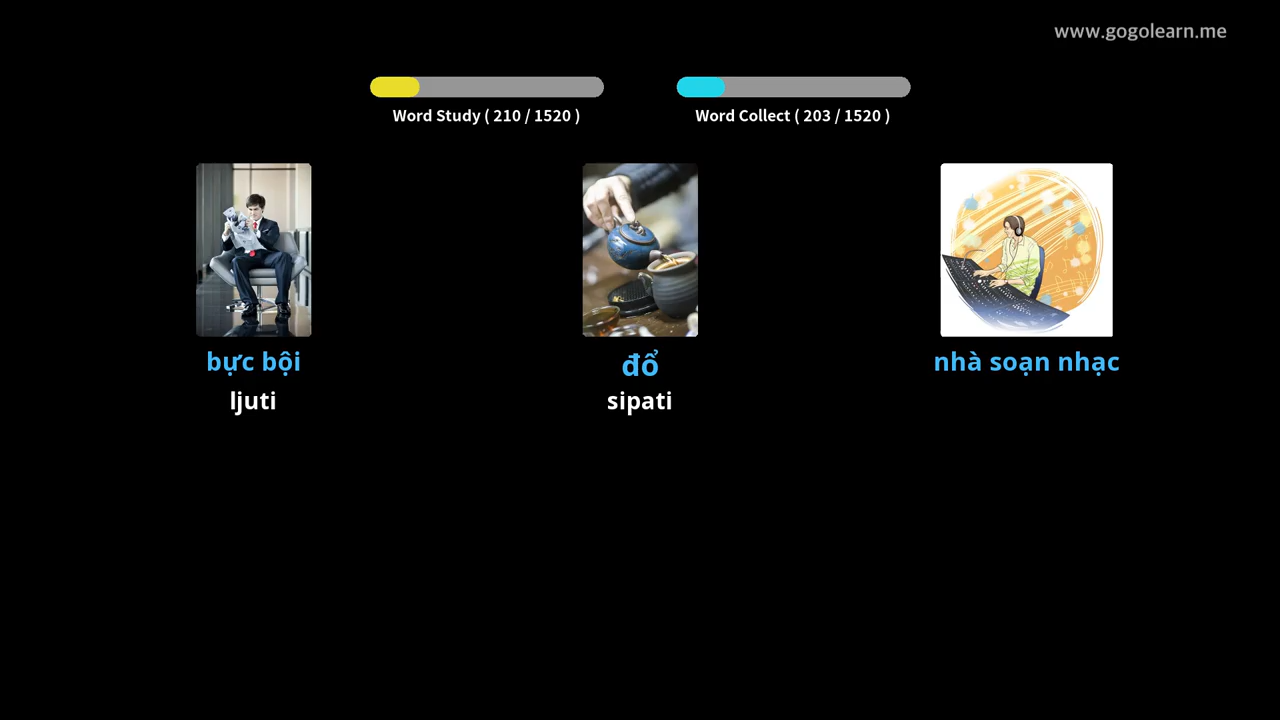 www.gogolearn.me
Word Study ( 210 / 1520 )
Word Collect ( 203 / 1520 )
bực bội
ljuti
đổ
sipati
nhà soạn nhạc